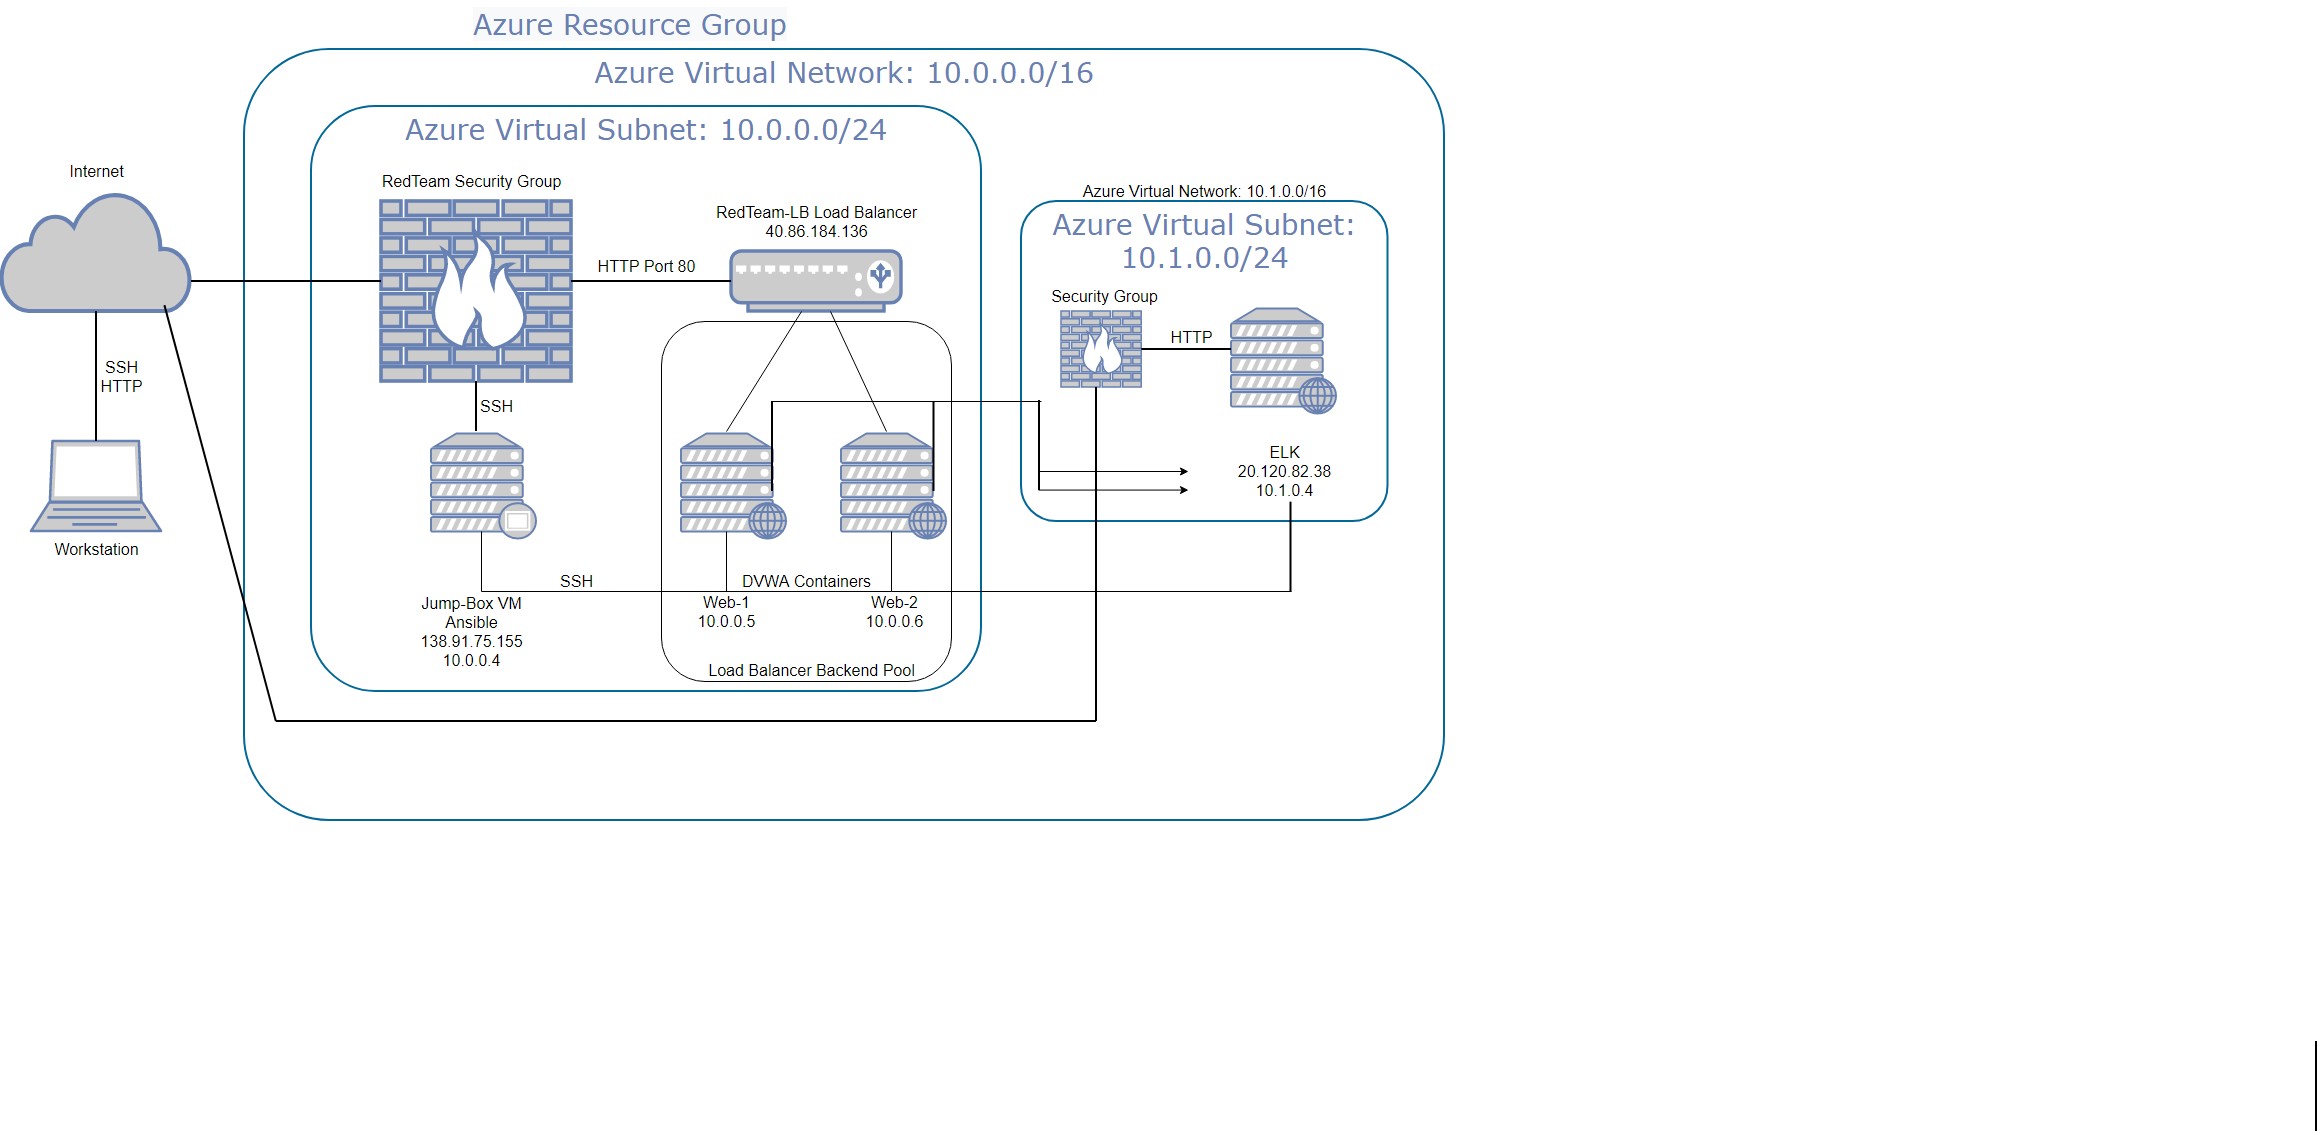 Azure Resource Group
Azure Virtual Network: 10.0.0.0/16
Azure Virtual Subnet: 10.0.0.0/24
Internet
RedTeam Security Group
RedTeam-LB Load Balancer
40.86.184.136
HTTP Port 80
SSH
HTTP
SSH
Workstation
SSH
DVWA Containers
Jump-Box VM
Ansible
138.91.75.155
10.0.0.4
Web-1
10.0.0.5
Web-2
10.0.0.6
Load Balancer Backend Pool
Azure Virtual Network: 10.1.0.0/16
Azure Virtual Subnet:
10.1.0.0/24
Security Group
HTTP
ELK
20.120.82.38
10.1.0.4